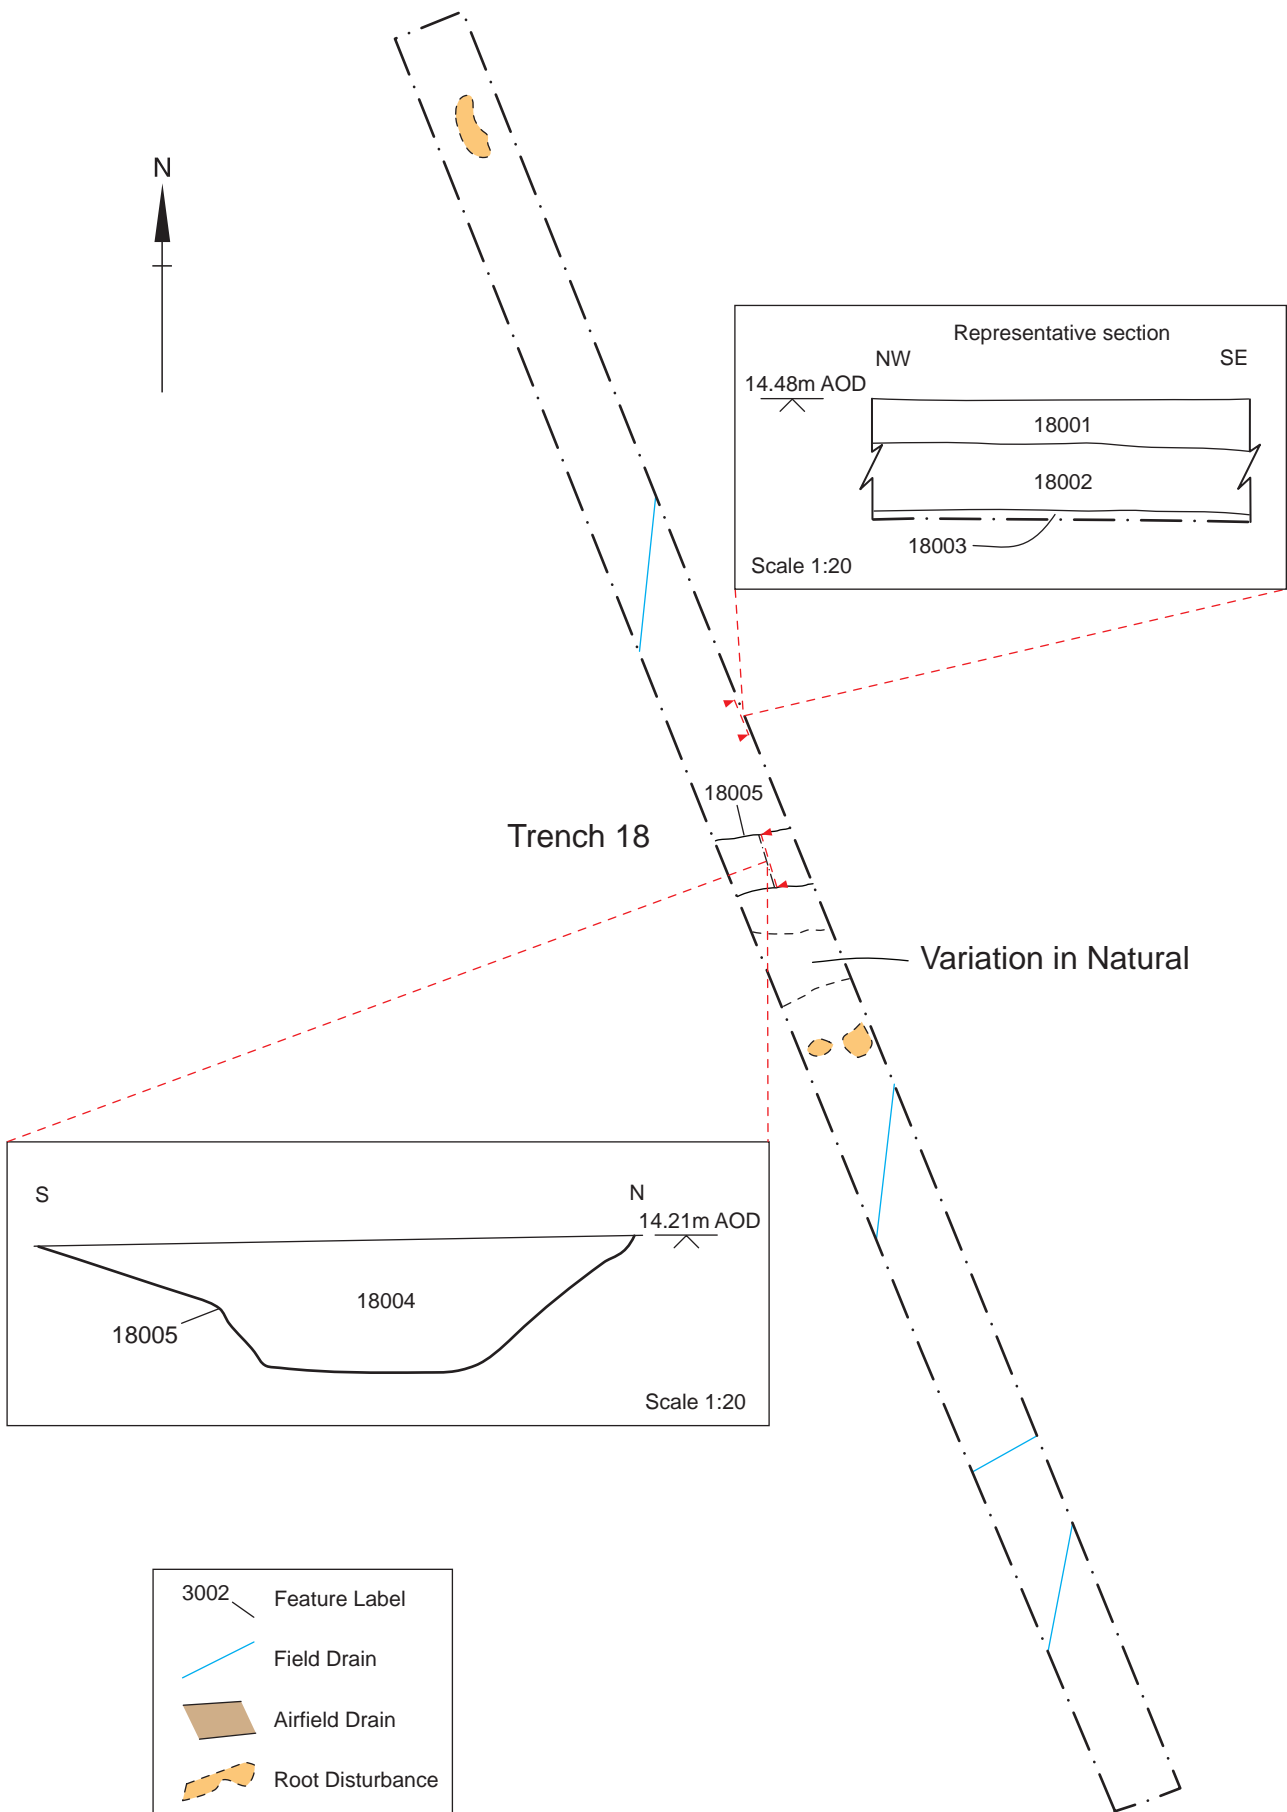 N
Representative section
NW
SE
14.48m AOD
18001
18002
18003
Scale 1:20
18005
Trench 18
Variation in Natural
S
N
14.21m AOD
18004
18005
Scale 1:20
3002
Feature Label
Field Drain
Airfield Drain
Root Disturbance